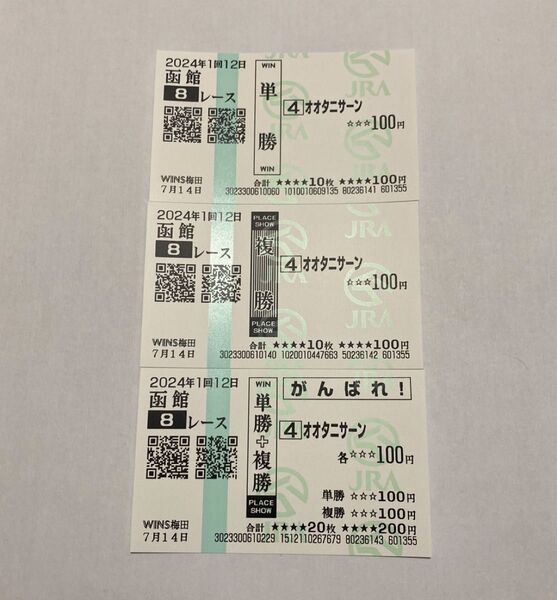 2024年1回12日
函館
8レース
WINS梅田
7月14日
WIN
単勝
WIN
4 オオタニサーン
☆☆☆100円
JRA
合計 ★★★★10枚 ★★★★100円
3023300610060 1010010609135 80236141 601355
2024年1回12日
函館
8レース
WINS梅田
7月14日
PLACE
SHOW
複勝
PLACE
SHOW
4 オオタニサーン
☆☆☆100円
JRA
合計 ★★★★10枚 ★★★★100円
3023300610140 1020010447663 50236142 601355
2024年1回12日
函館
8レース
WINS梅田
7月14日
WIN
単勝+複勝
PLACE
SHOW
がんばれ!
4 オオタニサーン
各☆☆☆100円
JRA
単勝 ☆☆☆100円
複勝 ☆☆☆100円
合計 ★★★★20枚 ★★★★200円
3023300610229 1512110267679 80236143 601355